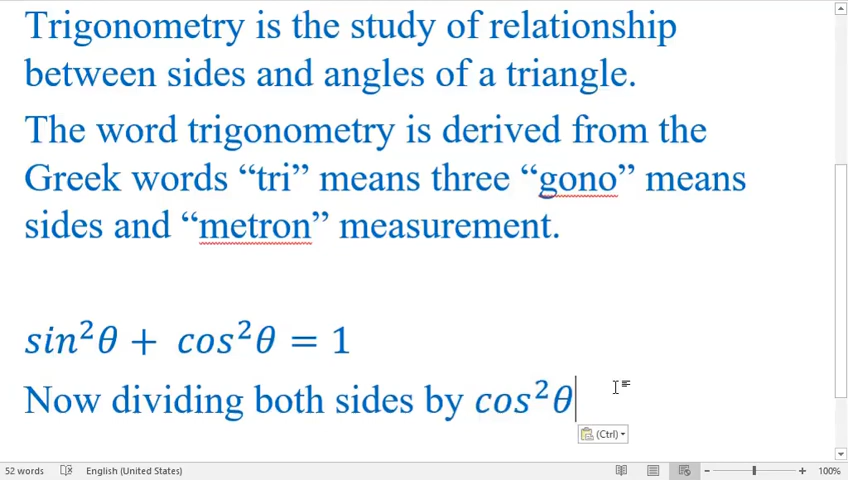 Trigonometry is the study of relationship
between sides and angles of a triangle.
The word trigonometry is derived from the
Greek words “tri” means three “gono” means
sides and “metron” measurement.
sin²θ + cos²θ = 1
Now dividing both sides by cos²θ
(Ctrl)
52 words English (United States) 100%